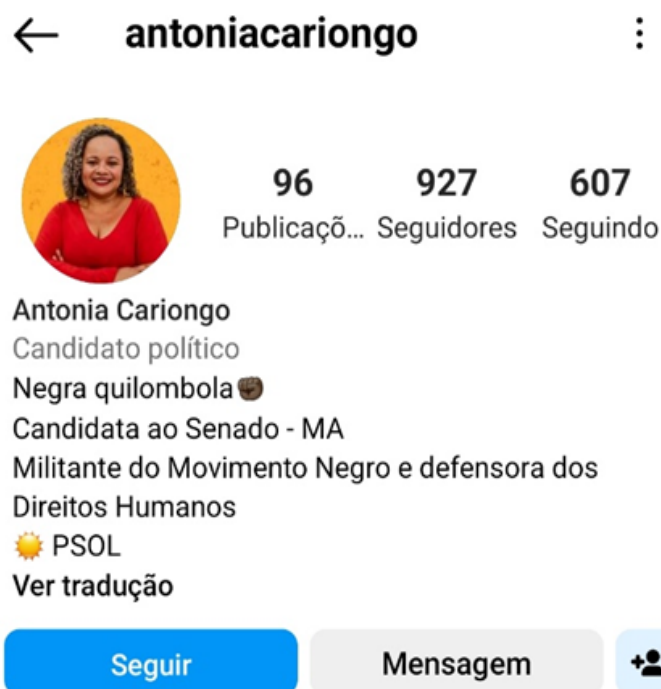 antoniacariongo
96 927 607
Publicaçõ... Seguidores Seguindo
Antonia Cariongo
Candidato político
Negra quilombola✊🏿
Candidata ao Senado - MA
Militante do Movimento Negro e defensora dos
Direitos Humanos
☀️ PSOL
Ver tradução
Seguir Mensagem